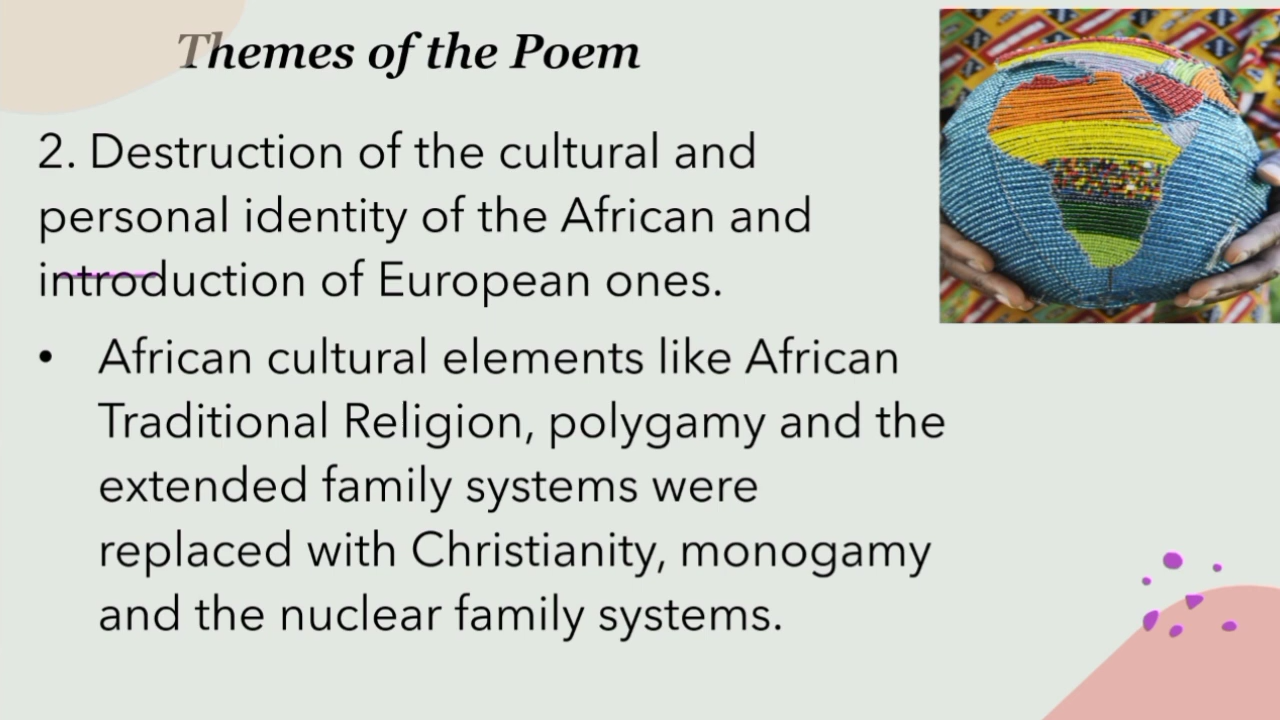 Themes of the Poem
2. Destruction of the cultural and
personal identity of the African and
introduction of European ones.
• African cultural elements like African
Traditional Religion, polygamy and the
extended family systems were
replaced with Christianity, monogamy
and the nuclear family systems.